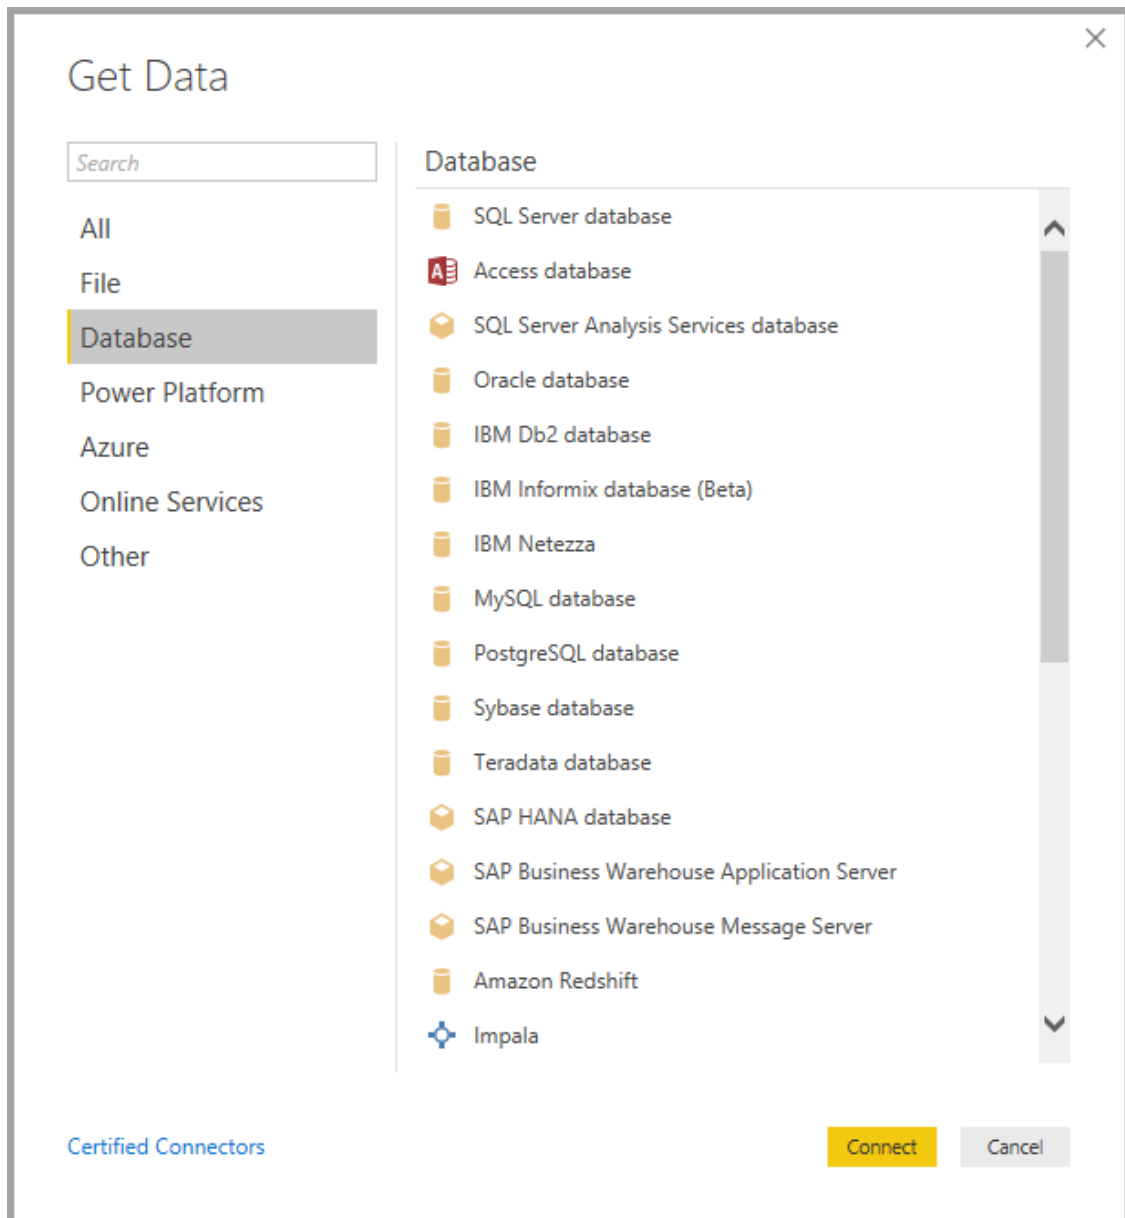 Get Data
Search
All
File
Database
Power Platform
Azure
Online Services
Other
Database
SQL Server database
Access database
SQL Server Analysis Services database
Oracle database
IBM Db2 database
IBM Informix database (Beta)
IBM Netezza
MySQL database
PostgreSQL database
Sybase database
Teradata database
SAP HANA database
SAP Business Warehouse Application Server
SAP Business Warehouse Message Server
Amazon Redshift
Impala
Certified Connectors
Connect
Cancel